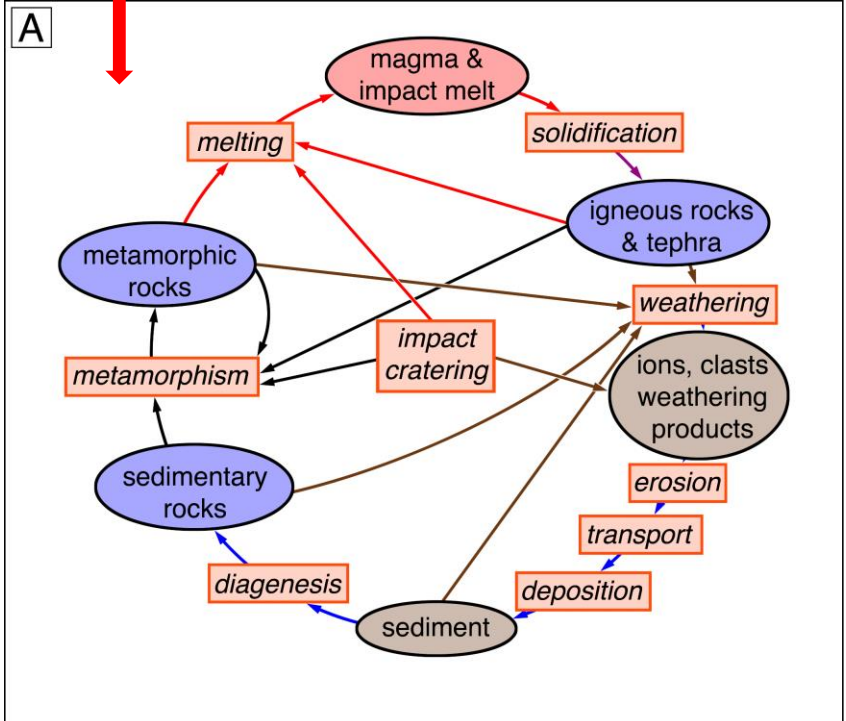 A
magma &
impact melt
melting
solidification
igneous rocks
& tephra
metamorphic
rocks
weathering
impact
cratering
metamorphism
ions, clasts
weathering
products
sedimentary
rocks
erosion
transport
diagenesis
deposition
sediment